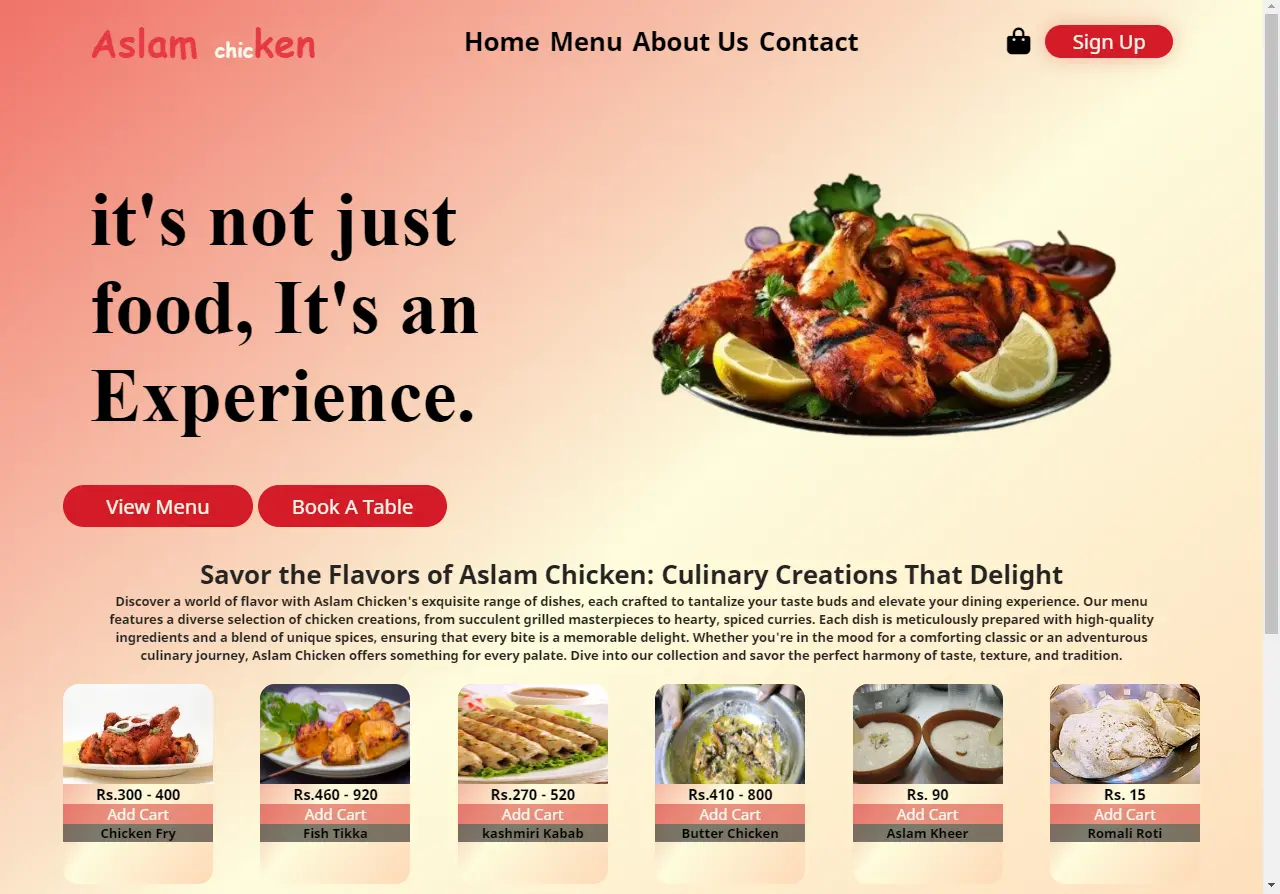 Aslam chicken
Home Menu About Us Contact
Sign Up
it's not just
food, It's an
Experience.
View Menu
Book A Table
Savor the Flavors of Aslam Chicken: Culinary Creations That Delight
Discover a world of flavor with Aslam Chicken's exquisite range of dishes, each crafted to tantalize your taste buds and elevate your dining experience. Our menu
features a diverse selection of chicken creations, from succulent grilled masterpieces to hearty, spiced curries. Each dish is meticulously prepared with high-quality
ingredients and a blend of unique spices, ensuring that every bite is a memorable delight. Whether you're in the mood for a comforting classic or an adventurous
culinary journey, Aslam Chicken offers something for every palate. Dive into our collection and savor the perfect harmony of taste, texture, and tradition.
Rs.300 - 400
Add Cart
Chicken Fry
Rs.460 - 920
Add Cart
Fish Tikka
Rs.270 - 520
Add Cart
kashmiri Kabab
Rs.410 - 800
Add Cart
Butter Chicken
Rs. 90
Add Cart
Aslam Kheer
Rs. 15
Add Cart
Romali Roti